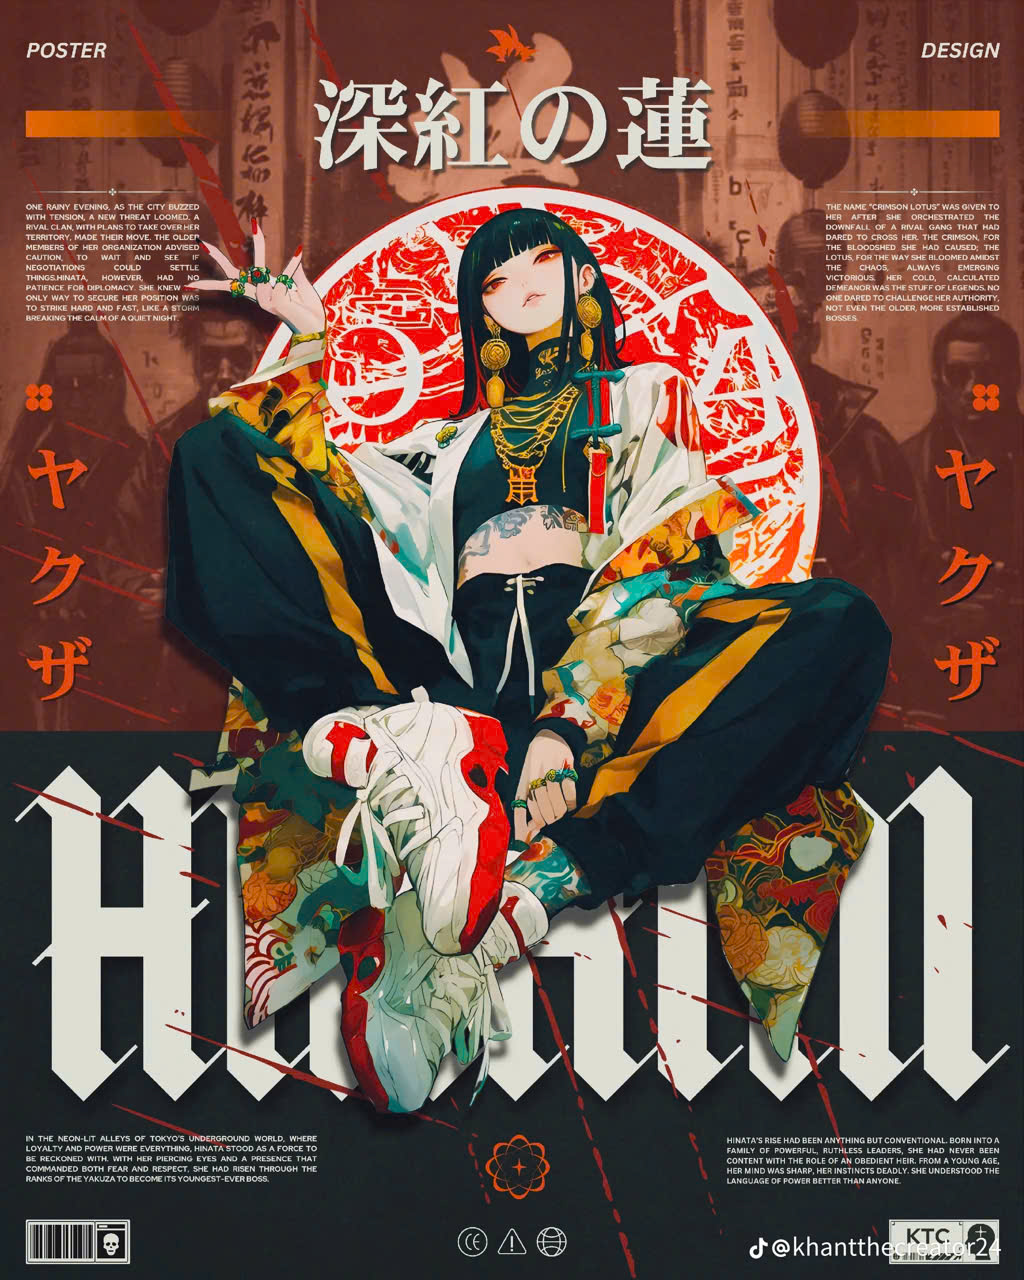 POSTER
DESIGN
深紅の蓮
ONE RAINY EVENING, AS THE CITY BUZZED
WITH TENSION, A NEW THREAT LOOMED. A
RIVAL CLAN, WITH PLANS TO TAKE OVER HER
TERRITORY, MADE THEIR MOVE. THE OLDER
MEMBERS OF HER ORGANIZATION ADVISED
CAUTION, TO WAIT AND SEE IF
NEGOTIATIONS COULD SETTLE
THINGS.HINATA, HOWEVER, HAD NO
PATIENCE FOR DIPLOMACY. SHE KNEW
ONLY WAY TO SECURE HER POSITION WAS
TO STRIKE HARD AND FAST, LIKE A STORM
BREAKING THE CALM OF A QUIET NIGHT.
THE NAME "CRIMSON LOTUS" WAS GIVEN TO
HER AFTER SHE ORCHESTRATED THE
DOWNFALL OF A RIVAL GANG THAT HAD
DARED TO CROSS HER. THE CRIMSON, FOR
THE BLOODSHED SHE HAD CAUSED; THE
LOTUS, FOR THE WAY SHE BLOOMED AMIDST
THE CHAOS, ALWAYS EMERGING
VICTORIOUS. HER COLD, CALCULATED
DEMEANOR WAS THE STUFF OF LEGENDS. NO
ONE DARED TO CHALLENGE HER AUTHORITY,
NOT EVEN THE OLDER, MORE ESTABLISHED
BOSSES.
ヤクザ
ヤクザ
IN THE NEON-LIT ALLEYS OF TOKYO'S UNDERGROUND WORLD, WHERE
LOYALTY AND POWER WERE EVERYTHING, HINATA STOOD AS A FORCE TO
BE RECKONED WITH. WITH HER PIERCING EYES AND A PRESENCE THAT
COMMANDED BOTH FEAR AND RESPECT, SHE HAD RISEN THROUGH THE
RANKS OF THE YAKUZA TO BECOME ITS YOUNGEST-EVER BOSS.
HINATA'S RISE HAD BEEN ANYTHING BUT CONVENTIONAL. BORN INTO A
FAMILY OF POWERFUL, RUTHLESS LEADERS, SHE HAD NEVER BEEN
CONTENT WITH THE ROLE OF AN OBEDIENT HEIR. FROM A YOUNG AGE,
HER MIND WAS SHARP, HER INSTINCTS DEADLY. SHE UNDERSTOOD THE
LANGUAGE OF POWER BETTER THAN ANYONE.
KTC
@khantthecreator24